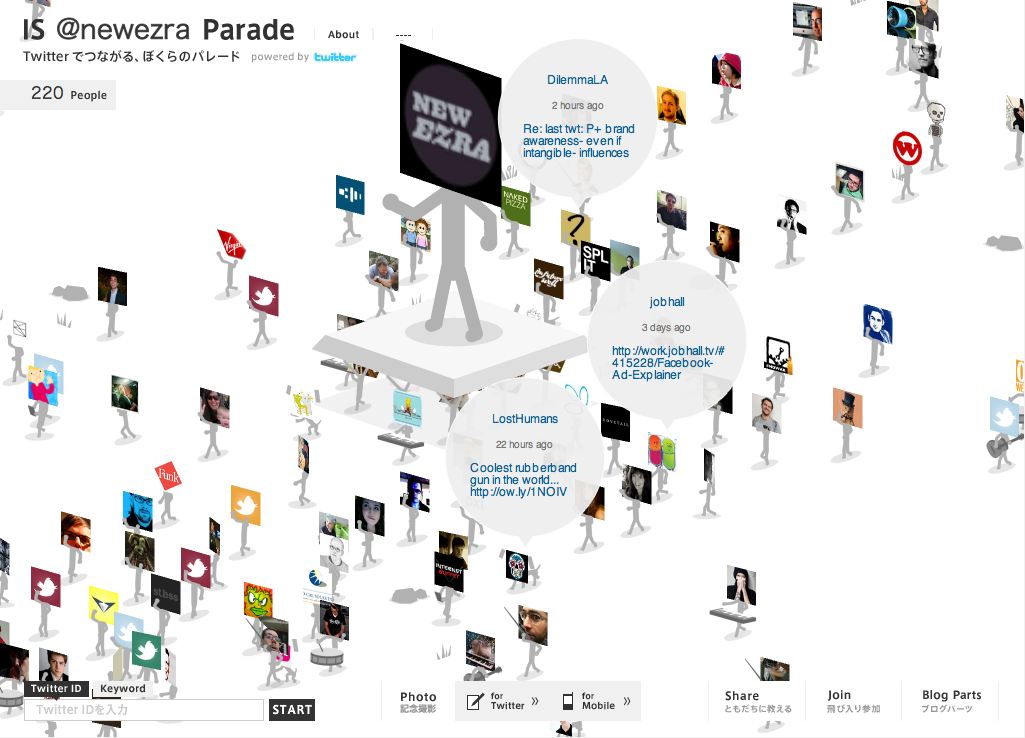 IS @newezra Parade
About
----
Twitter でつながる、ぼくらのパレード
powered by twitter
220 People
NEW
EZRA
DilemmaLA
2 hours ago
Re: last twt: P+ brand
awareness- even if
intangible- influences
NAKED
PIZZA
Virgin
?
SPL
IT
jobhall
3 days ago
http://work.jobhall.tv/#
415228/Facebook-
Ad-Explainer
LostHumans
22 hours ago
Coolest rubberband
gun in the world...
http://ow.ly/1NOIV
Funk
INTERNET
Twitter ID
Keyword
Twitter IDを入力
START
Photo
記念撮影
for
Twitter »
for
Mobile »
Share
ともだちに教える
Join
飛び入り参加
Blog Parts
ブログパーツ